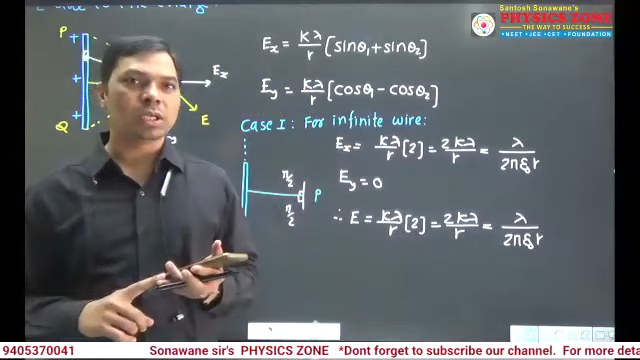 Santosh Sonawane's
PHYSICS ZONE
THE WAY TO SUCCESS
•NEET •JEE •CET •FOUNDATION
P
+
+
+
Q
Ex
E
y
Ex = Kλ/r [sinθ1 + sinθ2]
Ey = Kλ/r [cosθ1 - cosθ2]
Case I: For infinite wire:
Ex = Kλ/r [2] = 2Kλ/r = λ/2πε0r
Ey = 0
∴ E = Kλ/r [2] = 2Kλ/r = λ/2πε0r
π/2
P
π/2
9405370041 Sonawane sir's PHYSICS ZONE *Dont forget to subscribe our channel. For more deta